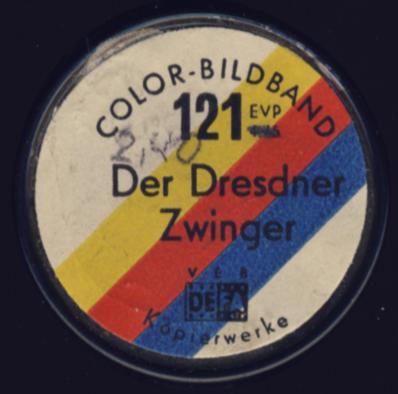 COLOR-BILDBAND
121 EVP
2,40
Der Dresdner
Zwinger
VEB
DEFA
Kopierwerke